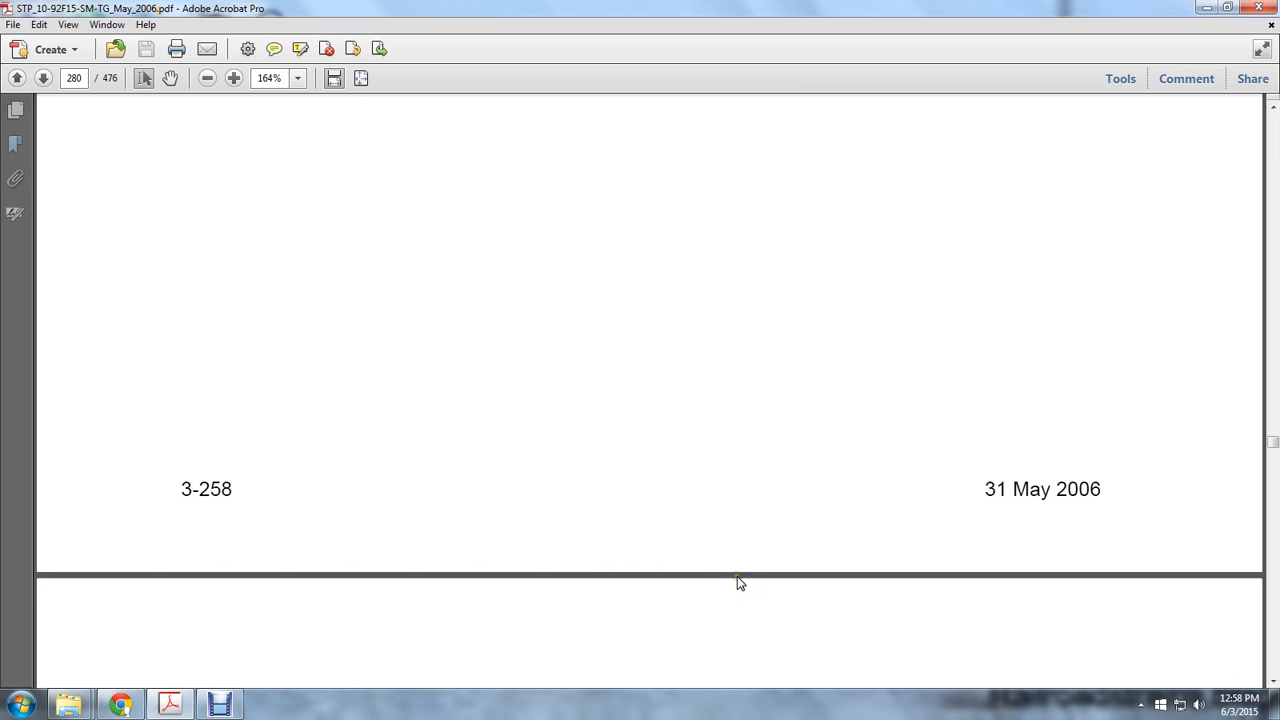 STP_10-92F15-SM-TG_May_2006.pdf - Adobe Acrobat Pro
File Edit View Window Help
Create
280 / 476 164% Tools Comment Share
3-258 31 May 2006
12:58 PM
6/3/2015